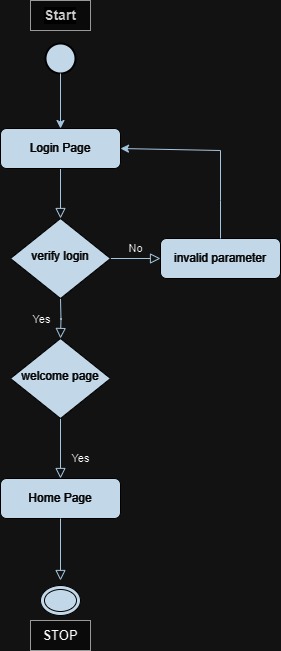 Start
Login Page
verify login
No
invalid parameter
Yes
welcome page
Yes
Home Page
STOP